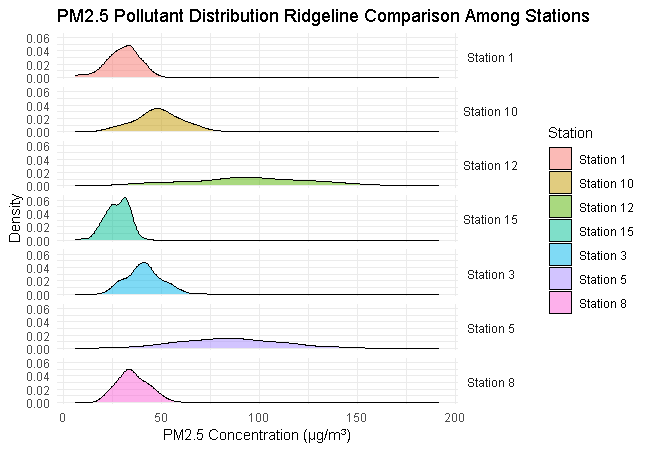 PM2.5 Pollutant Distribution Ridgeline Comparison Among Stations
Density
0.06
0.04
0.02
0.00
Station 1
0.06
0.04
0.02
0.00
Station 10
0.06
0.04
0.02
0.00
Station 12
0.06
0.04
0.02
0.00
Station 15
0.06
0.04
0.02
0.00
Station 3
0.06
0.04
0.02
0.00
Station 5
0.06
0.04
0.02
0.00
Station 8
0 50 100 150 200
PM2.5 Concentration (µg/m³)
Station
Station 1
Station 10
Station 12
Station 15
Station 3
Station 5
Station 8